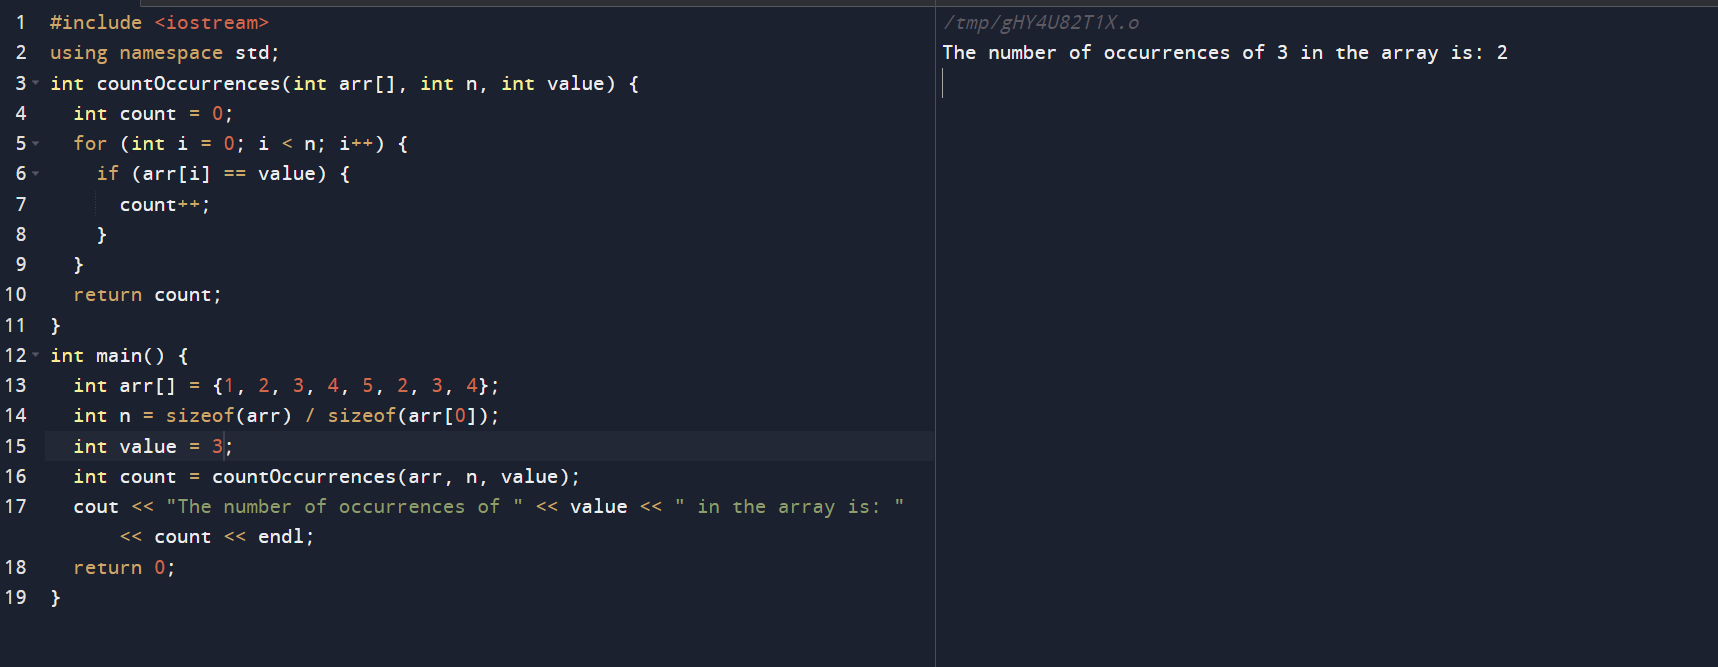 1 #include <iostream>
2 using namespace std;
3 int countOccurrences(int arr[], int n, int value) {
4   int count = 0;
5   for (int i = 0; i < n; i++) {
6     if (arr[i] == value) {
7       count++;
8     }
9   }
10   return count;
11 }
12 int main() {
13   int arr[] = {1, 2, 3, 4, 5, 2, 3, 4};
14   int n = sizeof(arr) / sizeof(arr[0]);
15   int value = 3;
16   int count = countOccurrences(arr, n, value);
17   cout << "The number of occurrences of " << value << " in the array is: "
      << count << endl;
18   return 0;
19 }
/tmp/gHY4U82T1X.o
The number of occurrences of 3 in the array is: 2